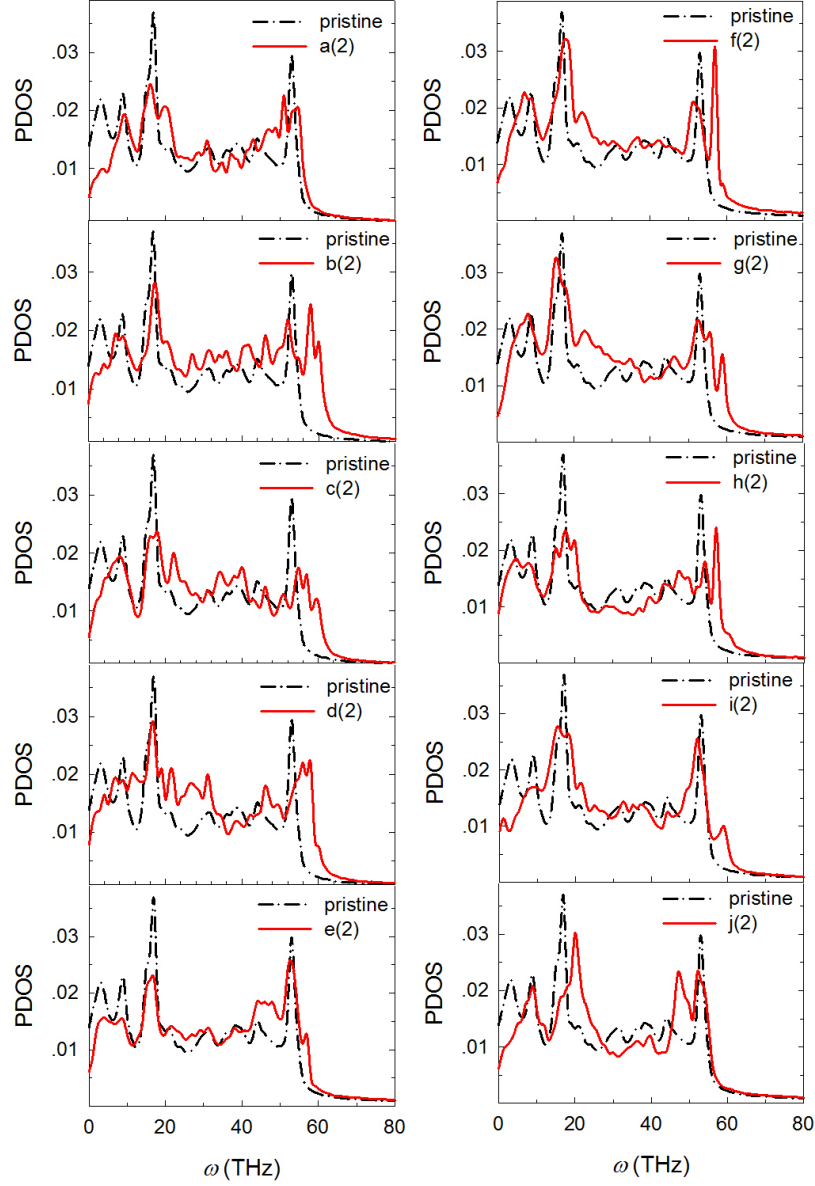 pristine
a(2)
PDOS
.03
.02
.01
pristine
b(2)
PDOS
.03
.02
.01
pristine
c(2)
PDOS
.03
.02
.01
pristine
d(2)
PDOS
.03
.02
.01
pristine
e(2)
PDOS
.03
.02
.01
0 20 40 60 80
ω (THz)
pristine
f(2)
PDOS
.03
.02
.01
pristine
g(2)
PDOS
.03
.02
.01
pristine
h(2)
PDOS
.03
.02
.01
pristine
i(2)
PDOS
.03
.02
.01
pristine
j(2)
PDOS
.03
.02
.01
0 20 40 60 80
ω (THz)